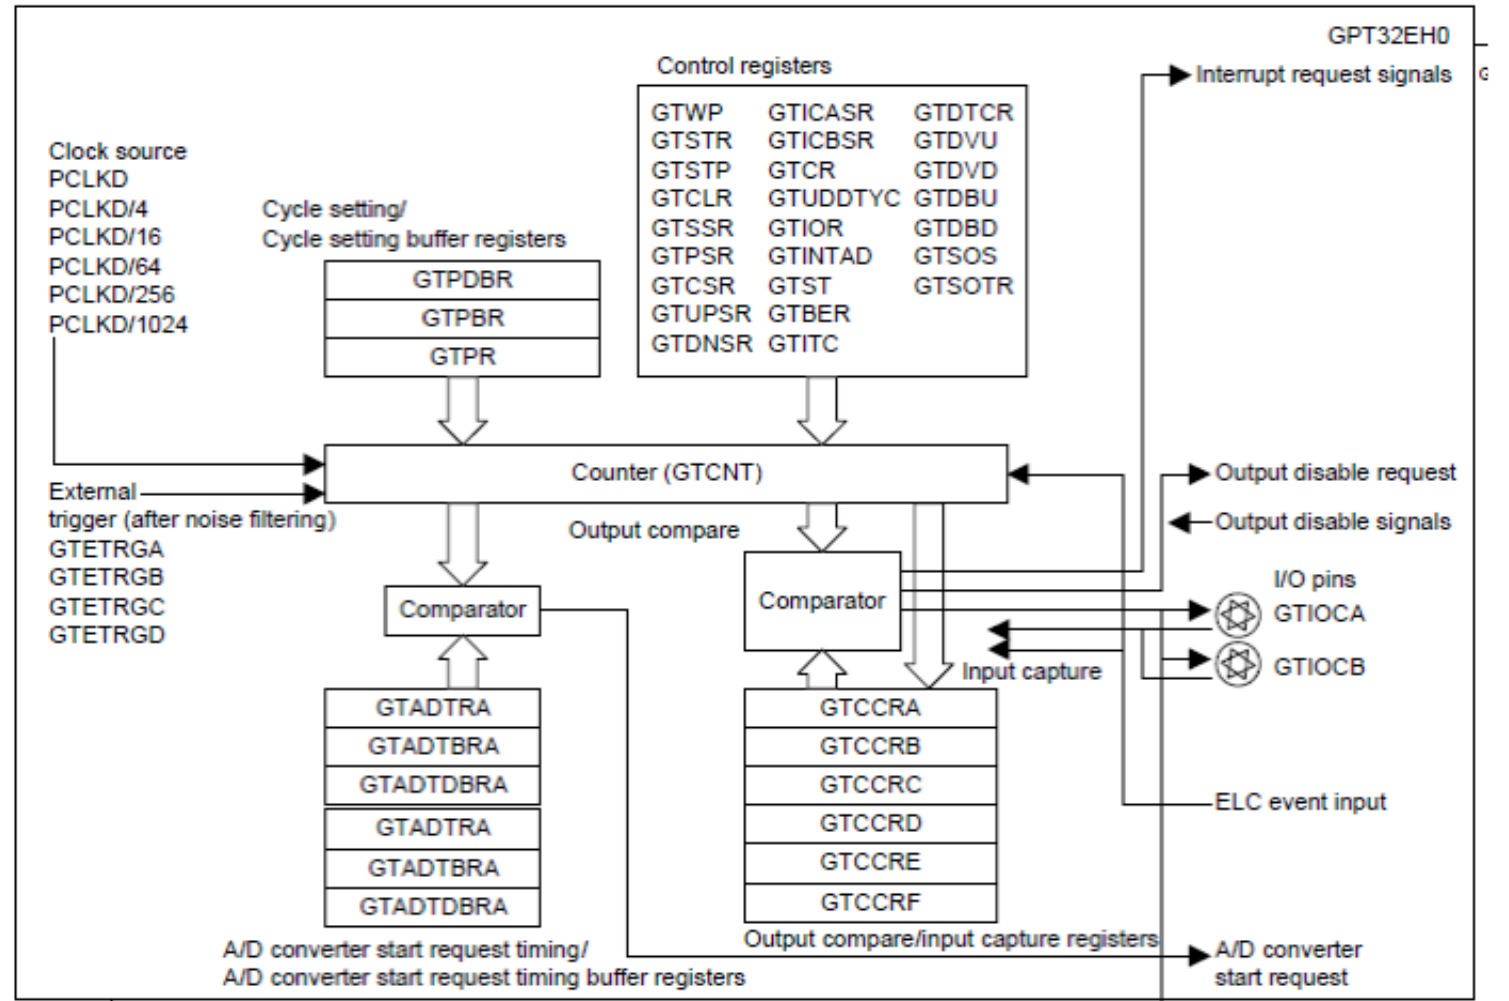 GPT32EH0
Interrupt request signals
Control registers
GTWP GTICASR GTDTCR
GTSTR GTICBSR GTDVU
GTSTP GTCR GTDVD
GTCLR GTUDDTYC GTDBU
GTSSR GTIOR GTDBD
GTPSR GTINTAD GTSOS
GTCSR GTST GTSOTR
GTUPSR GTBER
GTDNSR GTITC
Clock source
PCLKD
PCLKD/4
PCLKD/16
PCLKD/64
PCLKD/256
PCLKD/1024
Cycle setting/
Cycle setting buffer registers
GTPDBR
GTPBR
GTPR
Counter (GTCNT)
External
trigger (after noise filtering)
GTETRGA
GTETRGB
GTETRGC
GTETRGD
Output compare
Comparator
Comparator
Output disable request
Output disable signals
I/O pins
GTIOCA
GTIOCB
Input capture
GTADTRA
GTADTBRA
GTADTDBRA
GTADTRA
GTADTBRA
GTADTDBRA
A/D converter start request timing/
A/D converter start request timing buffer registers
GTCCRA
GTCCRB
GTCCRC
GTCCRD
GTCCRE
GTCCRF
Output compare/input capture registers
ELC event input
A/D converter
start request